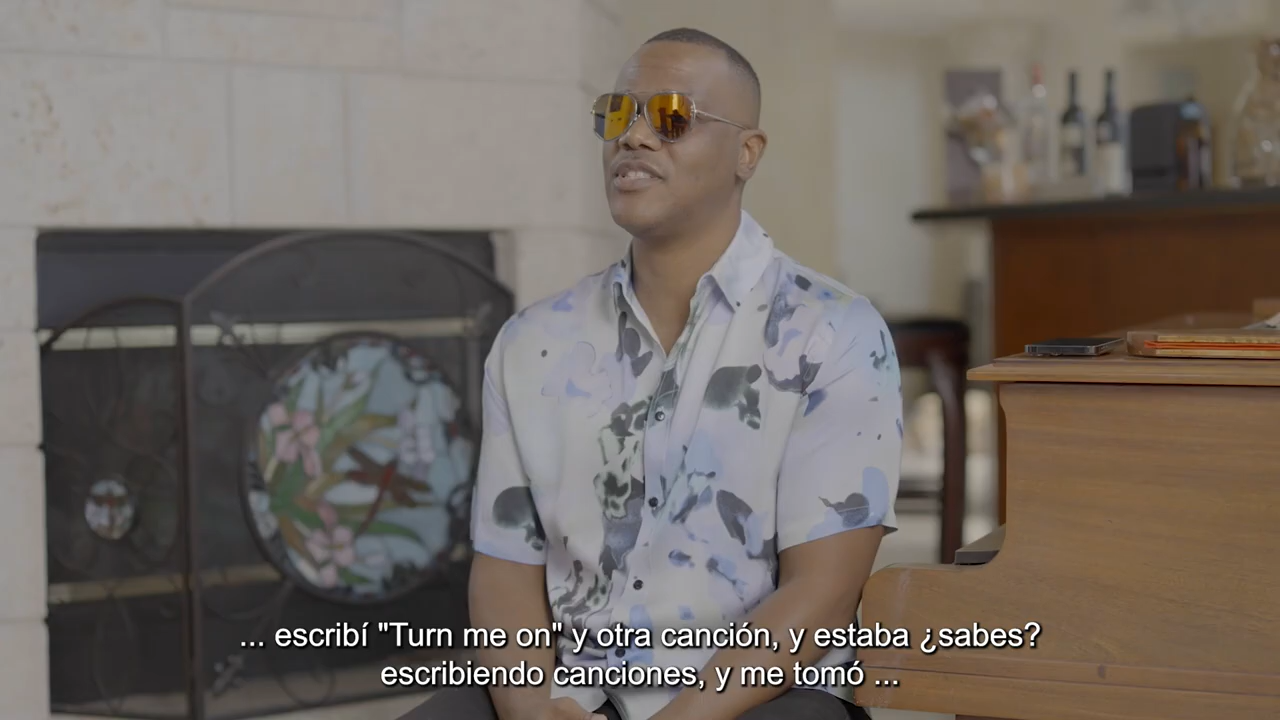 ... escribí "Turn me on" y otra canción, y estaba ¿sabes?
escribiendo canciones, y me tomó ...